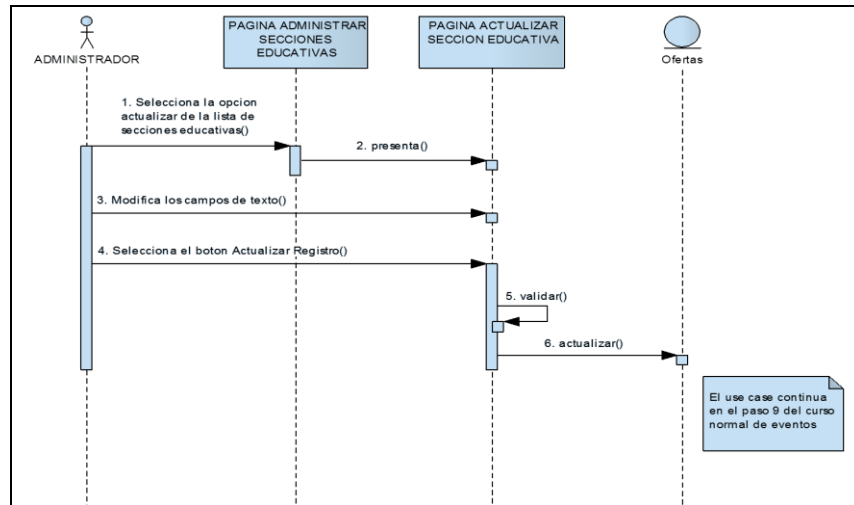 ADMINISTRADOR
PAGINA ADMINISTRAR
SECCIONES
EDUCATIVAS
PAGINA ACTUALIZAR
SECCION EDUCATIVA
Ofertas
1. Selecciona la opcion
actualizar de la lista de
secciones educativas()
2. presenta()
3. Modifica los campos de texto()
4. Selecciona el boton Actualizar Registro()
5. validar()
6. actualizar()
El use case continua
en el paso 9 del curso
normal de eventos